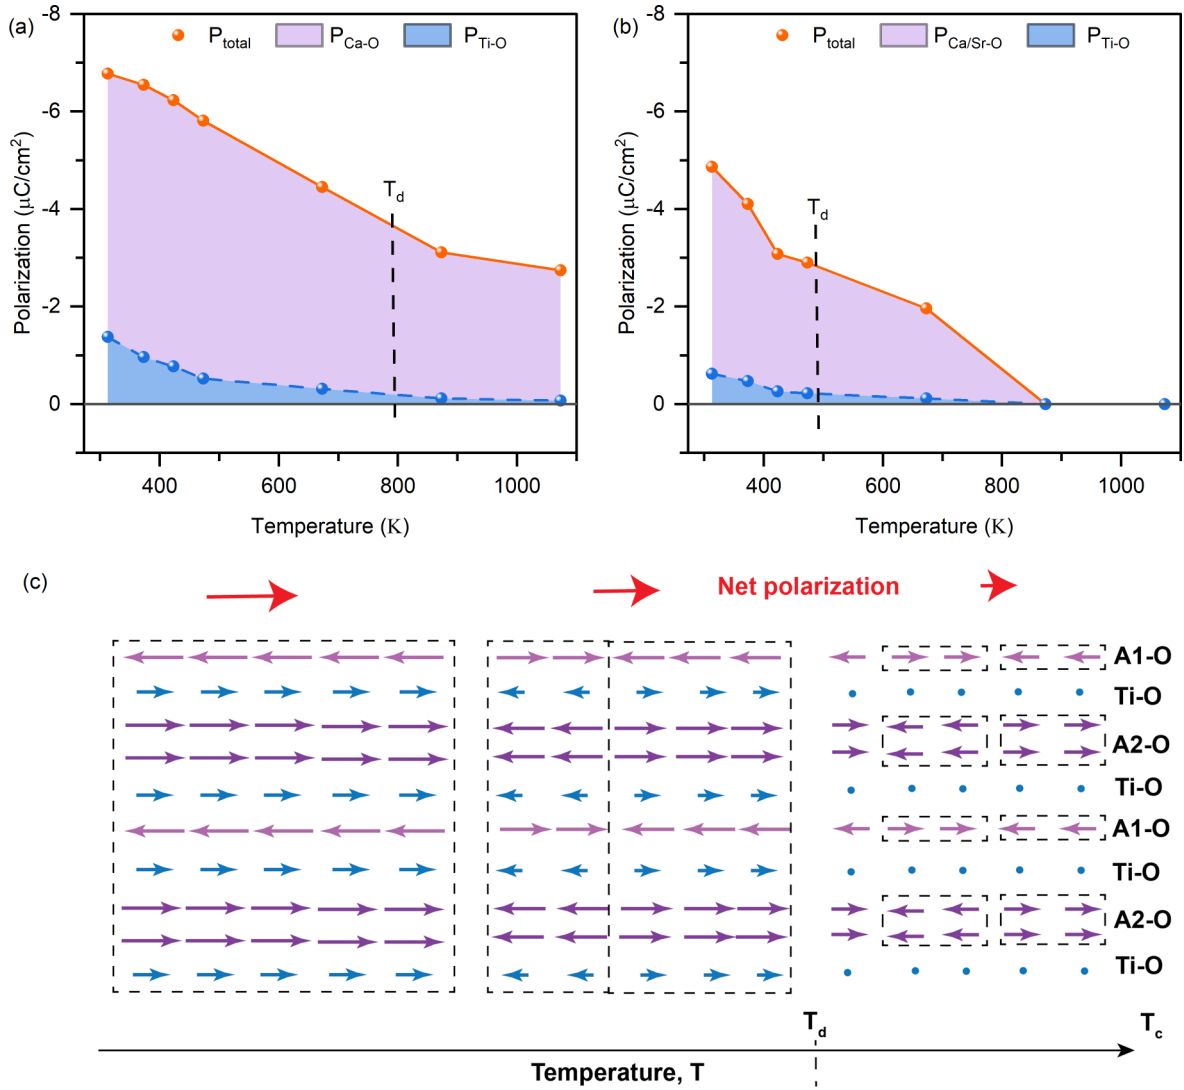 (a)
P_total P_Ca-O P_Ti-O
-8
-6
-4
-2
0
Polarization (μC/cm²)
T_d
400 600 800 1000
Temperature (K)
(b)
P_total P_Ca/Sr-O P_Ti-O
-8
-6
-4
-2
0
Polarization (μC/cm²)
T_d
400 600 800 1000
Temperature (K)
(c)
Net polarization
A1-O
Ti-O
A2-O
Ti-O
A1-O
Ti-O
A2-O
Ti-O
T_d T_c
Temperature, T